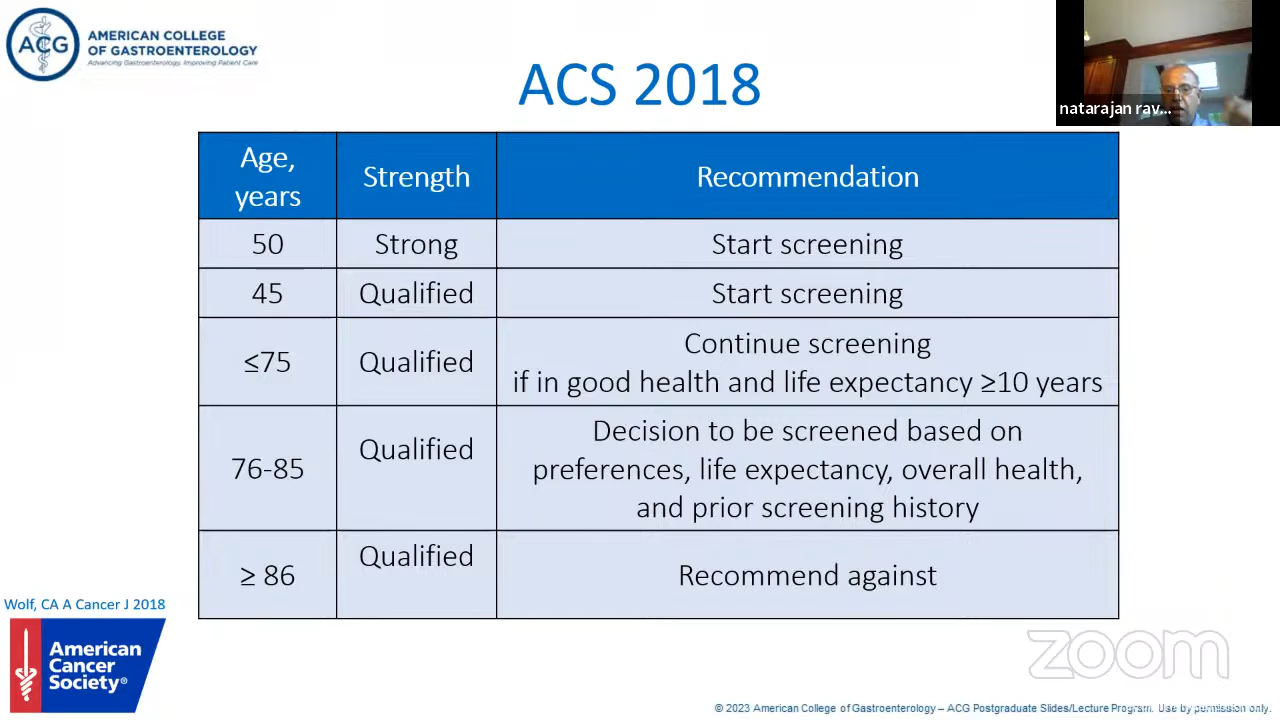 ACG
AMERICAN COLLEGE
OF GASTROENTEROLOGY
Advancing Gastroenterology, Improving Patient Care
natarajan rav...
ACS 2018
Age,
years
Strength
Recommendation
50
Strong
Start screening
45
Qualified
Start screening
≤75
Qualified
Continue screening
if in good health and life expectancy ≥10 years
76-85
Qualified
Decision to be screened based on
preferences, life expectancy, overall health,
and prior screening history
≥ 86
Qualified
Recommend against
Wolf, CA A Cancer J 2018
American
Cancer
Society®
zoom
© 2023 American College of Gastroenterology – ACG Postgraduate Slides/Lecture Program. Use by permission only.